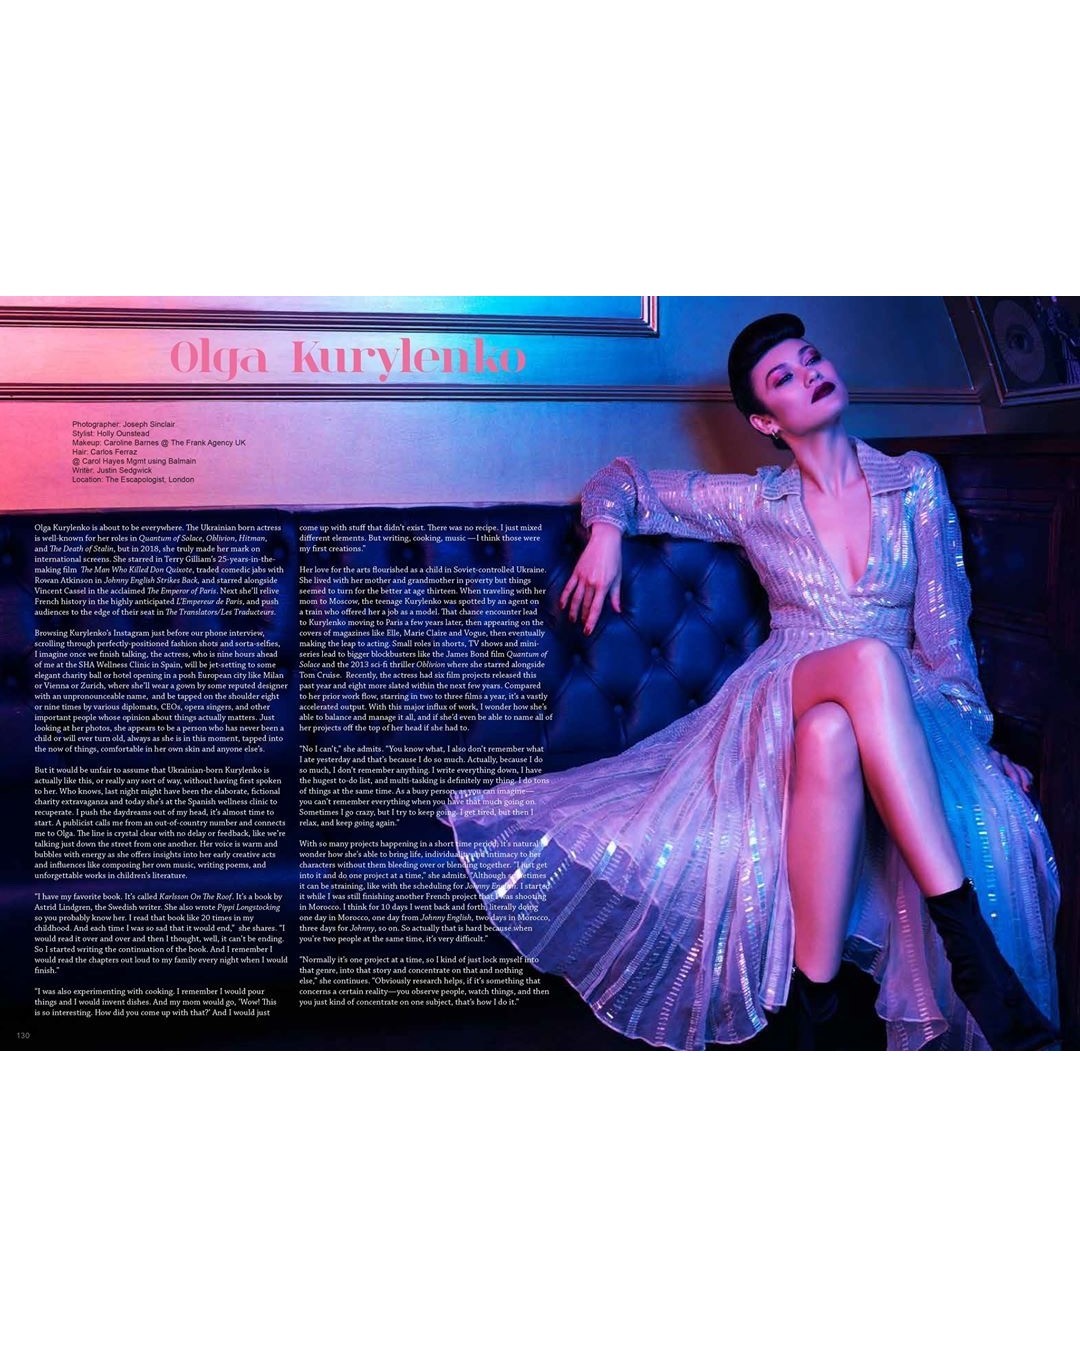 Olga Kurylenko
Photographer: Joseph Sinclair
Stylist: Holly Ounstead
Makeup: Caroline Barnes @ The Frank Agency UK
Hair: Carlos Ferraz
@ Carol Hayes Mgmt using Balmain
Writer: Justin Sedgwick
Location: The Escapologist, London
Olga Kurylenko is about to be everywhere. The Ukrainian born actress
is well-known for her roles in Quantum of Solace, Oblivion, Hitman,
and The Death of Stalin, but in 2018, she truly made her mark on
international screens. She starred in Terry Gilliam's 25-years-in-the-
making film The Man Who Killed Don Quixote, traded comedic jabs with
Rowan Atkinson in Johnny English Strikes Back, and starred alongside
Vincent Cassel in the acclaimed The Emperor of Paris. Next she'll relive
French history in the highly anticipated L'Empereur de Paris, and push
audiences to the edge of their seat in The Translators/Les Traducteurs.
Browsing Kurylenko's Instagram just before our phone interview,
scrolling through perfectly-positioned fashion shots and sorta-selfies,
I imagine once we finish talking, the actress, who is nine hours ahead
of me at the SHA Wellness Clinic in Spain, will be jet-setting to some
elegant charity ball or hotel opening in a posh European city like Milan
or Vienna or Zurich, where she'll wear a gown by some reputed designer
with an unpronounceable name, and be tapped on the shoulder eight
or nine times by various diplomats, CEOs, opera singers, and other
important people whose opinion about things actually matters. Just
looking at her photos, she appears to be a person who has never been a
child or will ever turn old, always as she is in this moment, tapped into
the now of things, comfortable in her own skin and anyone else's.
But it would be unfair to assume that Ukrainian-born Kurylenko is
actually like this, or really any sort of way, without having first spoken
to her. Who knows, last night might have been the elaborate, fictional
charity extravaganza and today she's at the Spanish wellness clinic to
recuperate. I push the daydreams out of my head, it's almost time to
start. A publicist calls me from an out-of-country number and connects
me to Olga. The line is crystal clear with no delay or feedback, like we're
talking just down the street from one another. Her voice is warm and
bubbles with energy as she offers insights into her early creative acts
and influences like composing her own music, writing poems, and
unforgettable works in children's literature.
"I have my favorite book. It's called Karlsson On The Roof. It's a book by
Astrid Lindgren, the Swedish writer. She also wrote Pippi Longstocking
so you probably know her. I read that book like 20 times in my
childhood. And each time I was so sad that it would end," she shares. "I
would read it over and over and then I thought, well, it can't be ending.
So I started writing the continuation of the book. And I remember I
would read the chapters out loud to my family every night when I would
finish."
"I was also experimenting with cooking. I remember I would pour
things and I would invent dishes. And my mom would go, 'Wow! This
is so interesting. How did you come up with that?' And I would just
come up with stuff that didn't exist. There was no recipe. I just mixed
different elements. But writing, cooking, music —I think those were
my first creations."
Her love for the arts flourished as a child in Soviet-controlled Ukraine.
She lived with her mother and grandmother in poverty but things
seemed to turn for the better at age thirteen. When traveling with her
mom to Moscow, the teenage Kurylenko was spotted by an agent on
a train who offered her a job as a model. That chance encounter lead
to Kurylenko moving to Paris a few years later, then appearing on the
covers of magazines like Elle, Marie Claire and Vogue, then eventually
making the leap to acting. Small roles in shorts, TV shows and mini-
series lead to bigger blockbusters like the James Bond film Quantum of
Solace and the 2013 sci-fi thriller Oblivion where she starred alongside
Tom Cruise. Recently, the actress had six film projects released this
past year and eight more slated within the next few years. Compared
to her prior work flow, starring in two to three films a year, it's a vastly
accelerated output. With this major influx of work, I wonder how she's
able to balance and manage it all, and if she'd even be able to name all of
her projects off the top of her head if she had to.
"No I can't," she admits. "You know what, I also don't remember what
I ate yesterday and that's because I do so much. Actually, because I do
so much, I don't remember anything. I write everything down, I have
the hugest to-do list, and multi-tasking is definitely my thing. I do tons
of things at the same time. As a busy person, as you can imagine—
you can't remember everything when you have that much going on.
Sometimes I go crazy, but I try to keep going. I get tired, but then I
relax, and keep going again."
With so many projects happening in a short time period, it's natural to
wonder how she's able to bring life, individuality and intimacy to her
characters without them bleeding over or blending together. "I just get
into it and do one project at a time," she admits. "Although sometimes
it can be straining, like with the scheduling for Johnny English. I started
it while I was still finishing another French project that I was shooting
in Morocco. I think for 10 days I went back and forth, literally doing
one day in Morocco, one day from Johnny English, two days in Morocco,
three days for Johnny, so on. So actually that is hard because when
you're two people at the same time, it's very difficult."
"Normally it's one project at a time, so I kind of just lock myself into
that genre, into that story and concentrate on that and nothing
else," she continues. "Obviously research helps, if it's something that
concerns a certain reality—you observe people, watch things, and then
you just kind of concentrate on one subject, that's how I do it."
130